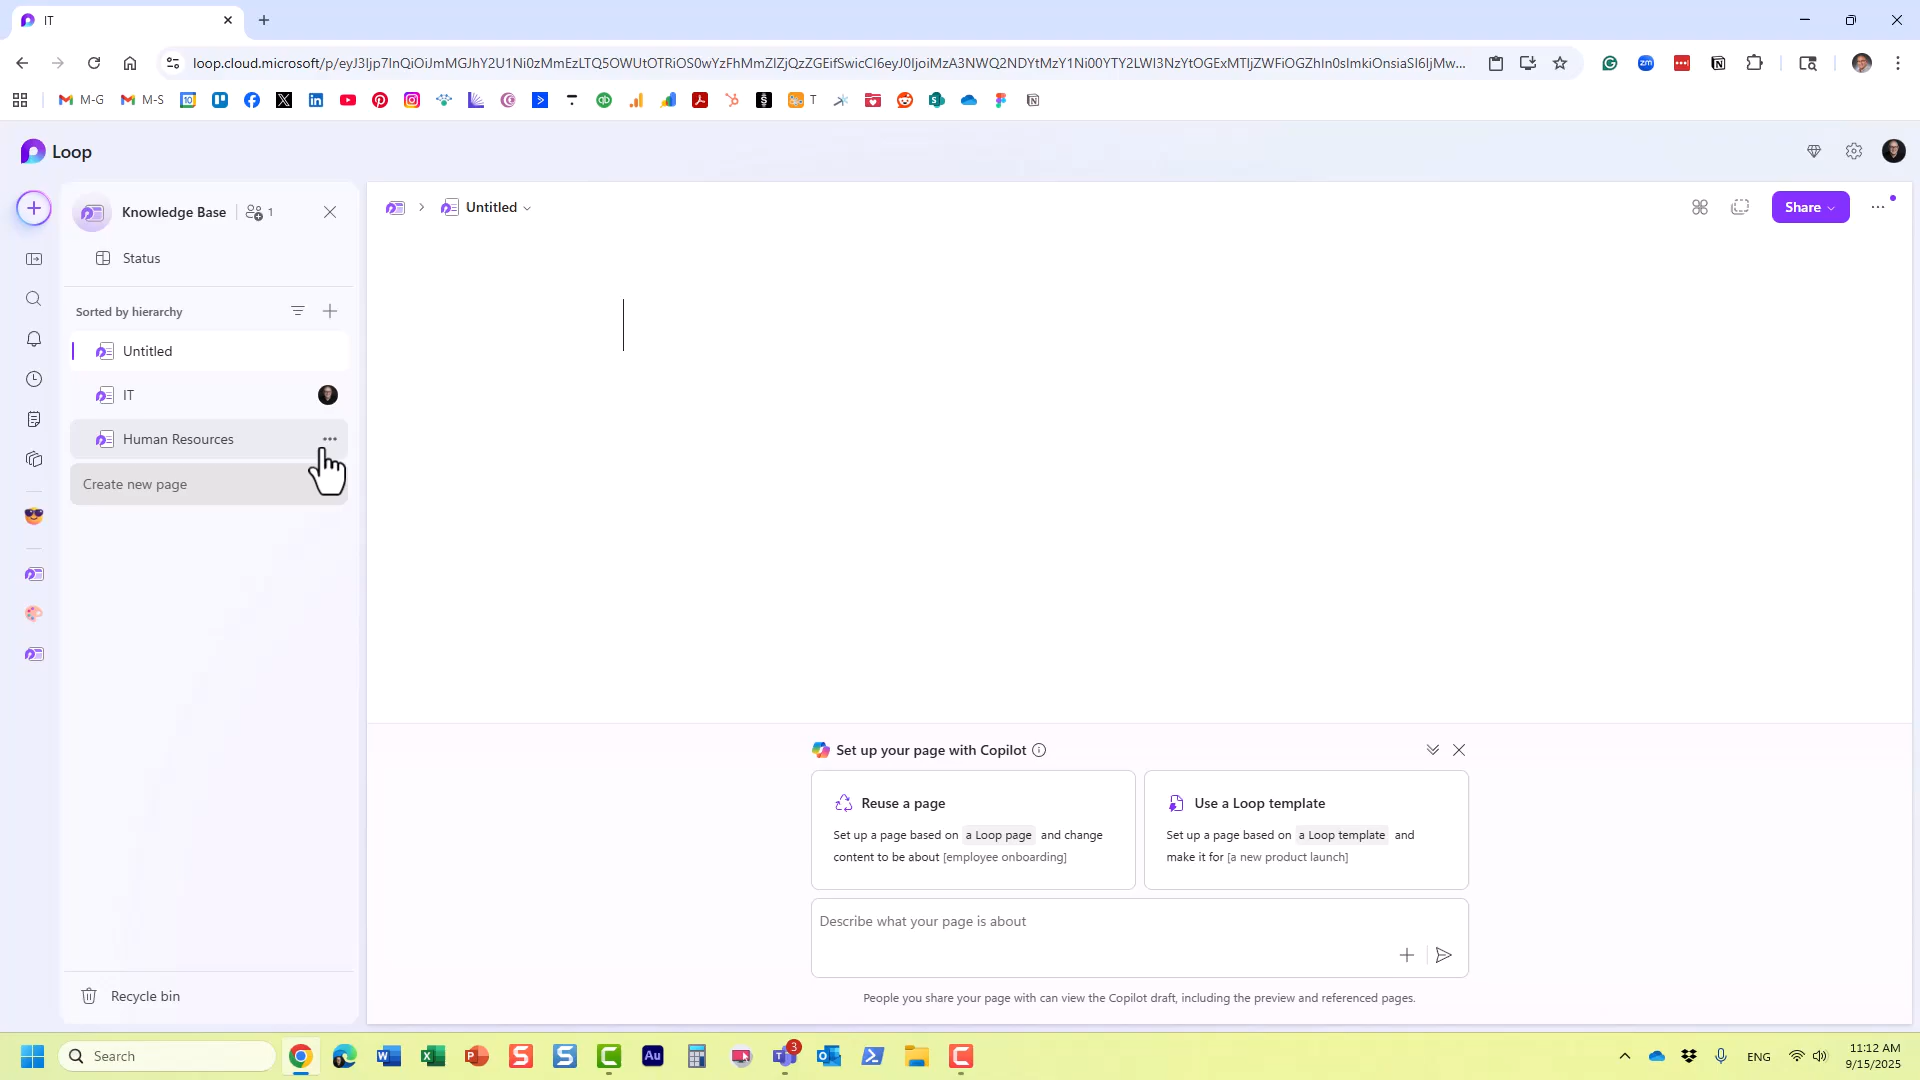 IT
loop.cloud.microsoft/p/
M-G
M-S
T
Loop
Knowledge Base
1
Untitled
Share
Status
Sorted by hierarchy
Untitled
IT
Human Resources
Create new page
Set up your page with Copilot
Reuse a page
Set up a page based on a Loop page and change
content to be about [employee onboarding]
Use a Loop template
Set up a page based on a Loop template and
make it for [a new product launch]
Describe what your page is about
People you share your page with can view the Copilot draft, including the preview and referenced pages.
Recycle bin
Search
3
ENG
11:12 AM
9/15/2025